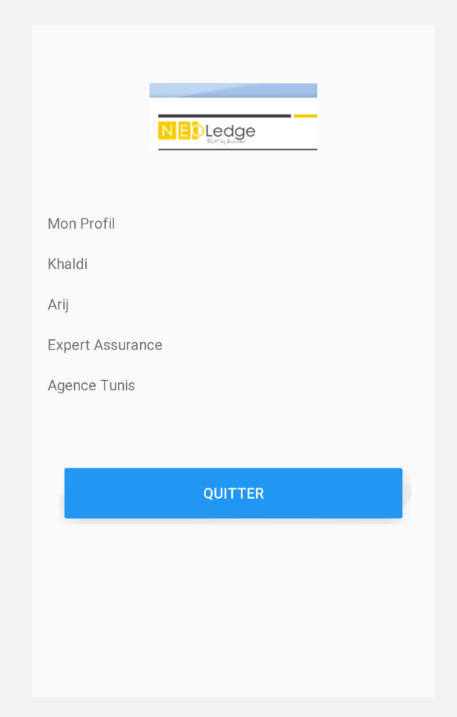 NEOLedge
Mon Profil
Khaldi
Arij
Expert Assurance
Agence Tunis
QUITTER